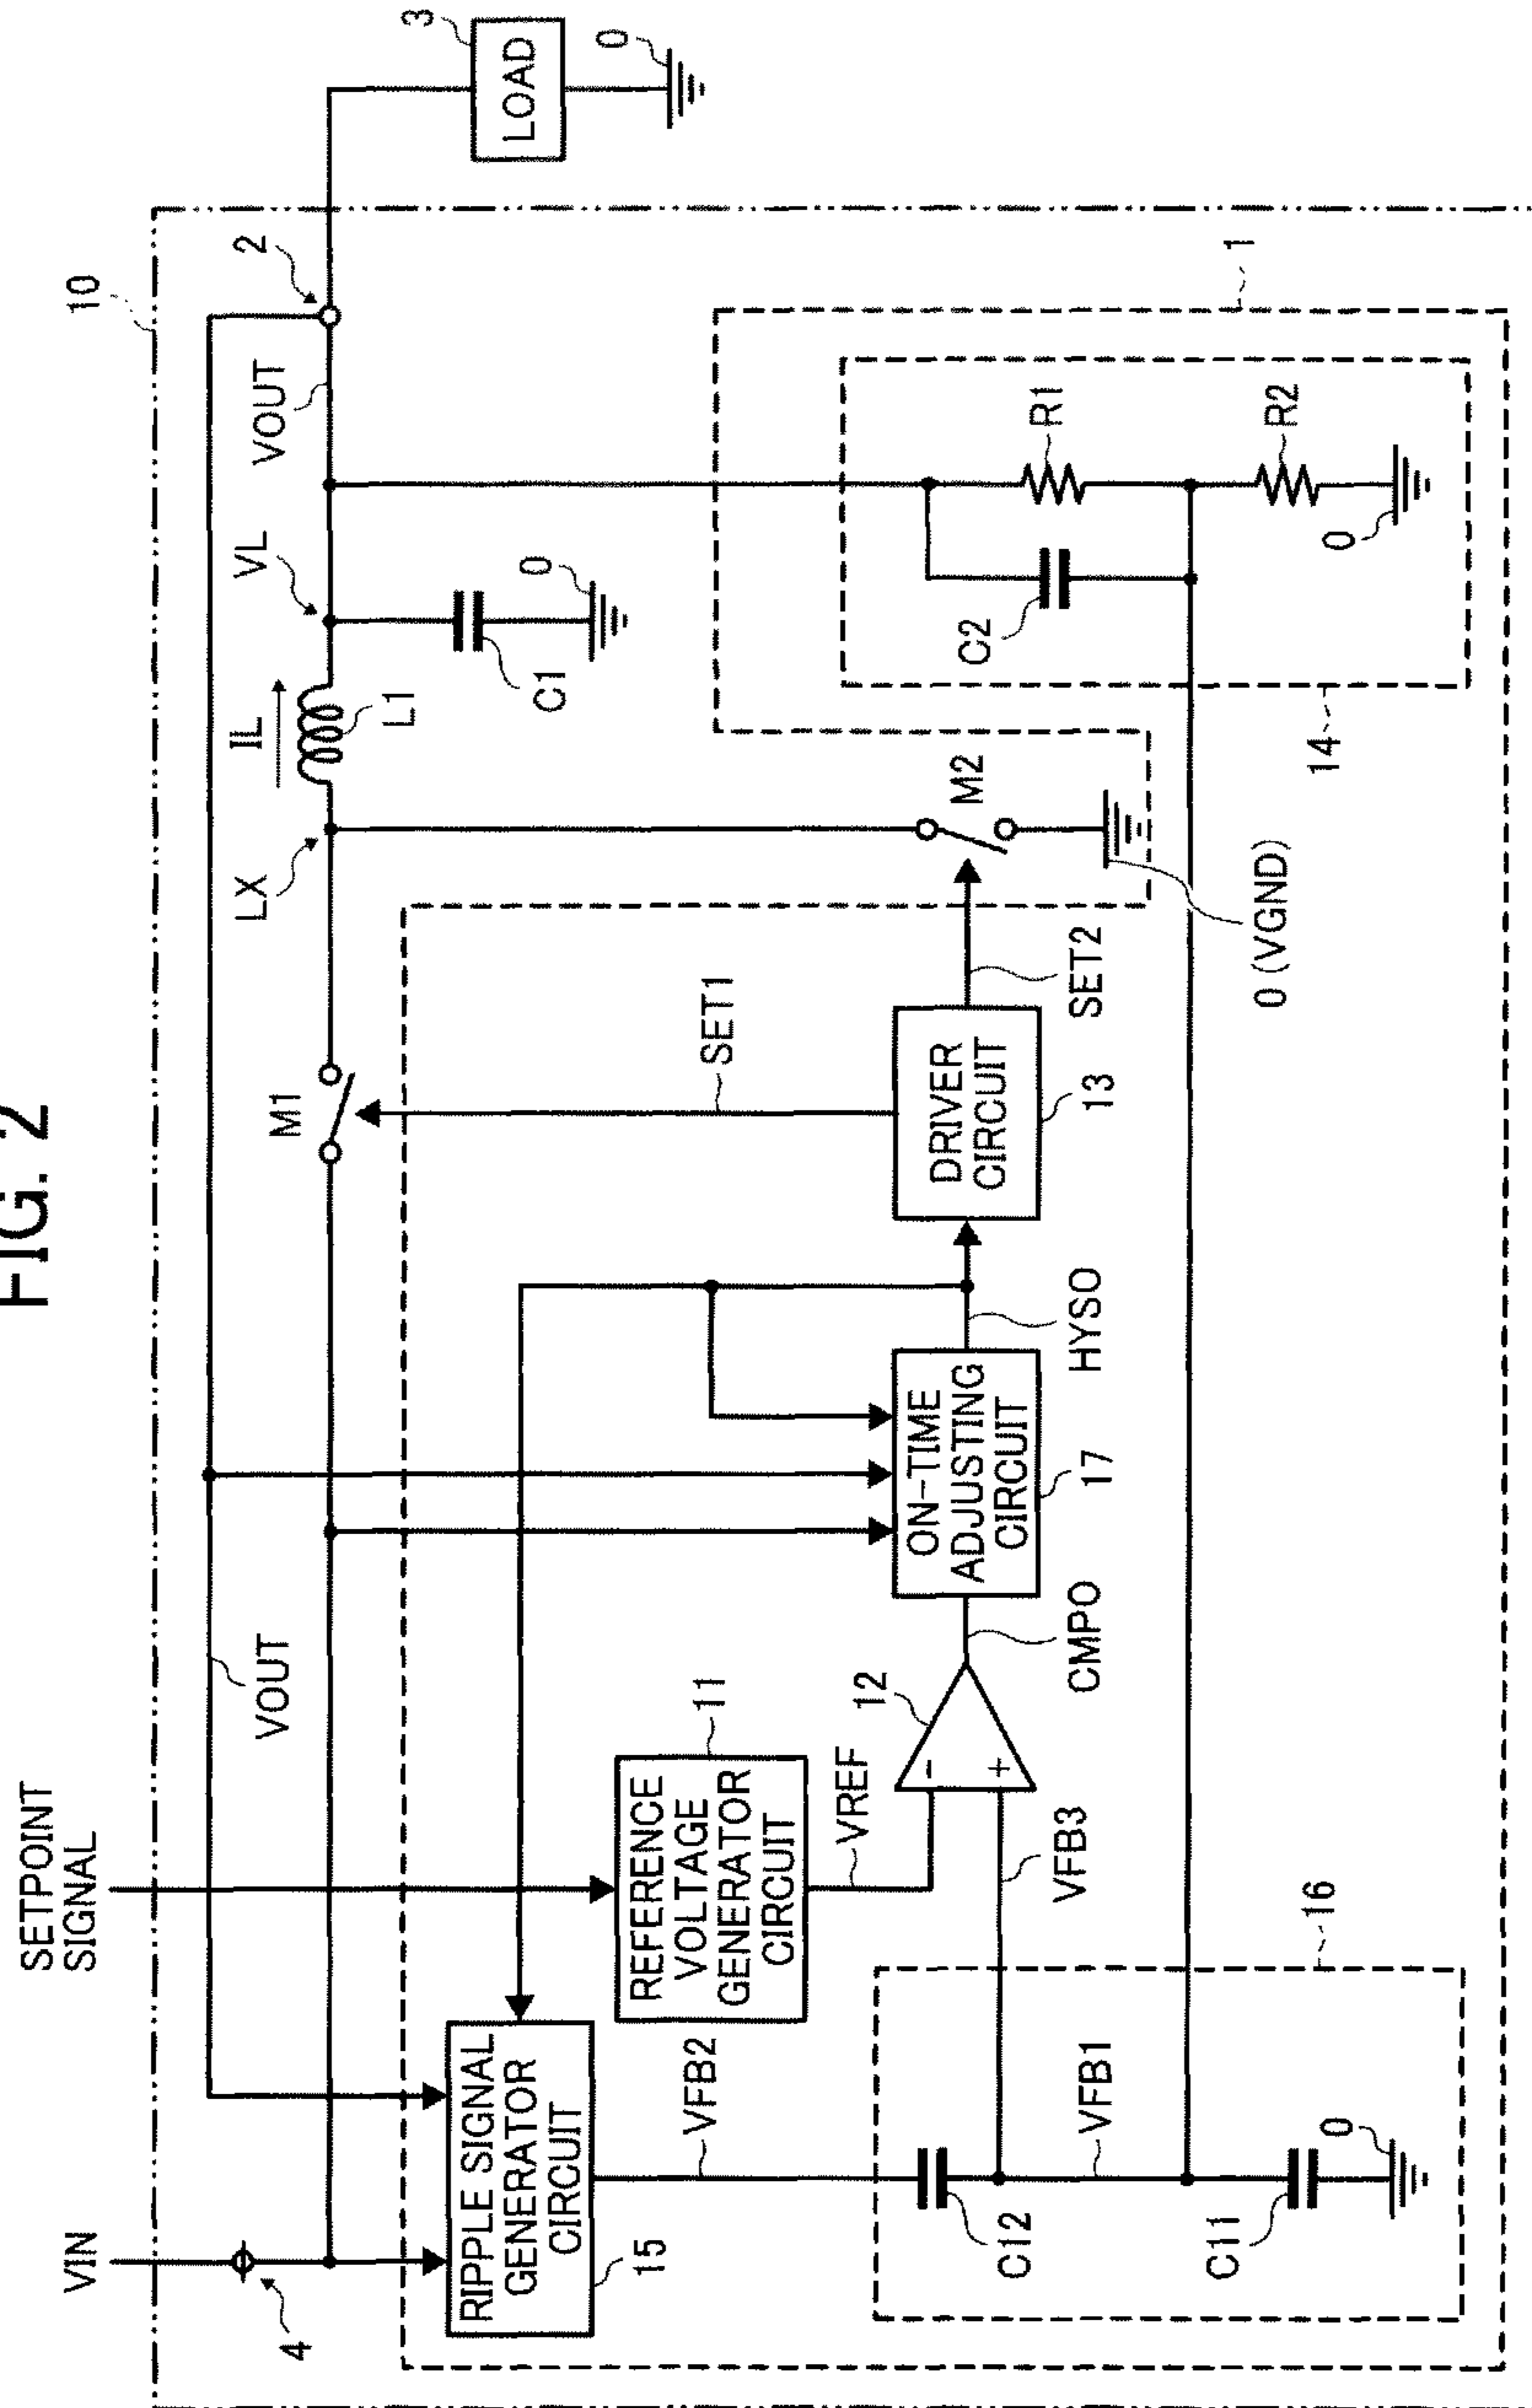 FIG. 2
SETPOINT
SIGNAL
VIN
4
VOUT
10
M1
LX
IL
L1
VL
VOUT
2
3
LOAD
0
C1
0
RIPPLE SIGNAL
GENERATOR
CIRCUIT
15
REFERENCE
VOLTAGE
GENERATOR
CIRCUIT
11
VREF
VFB2
12
-
+
VFB3
CMPO
ON-TIME
ADJUSTING
CIRCUIT
17
HYSO
DRIVER
CIRCUIT
13
SET1
SET2
M2
0 (VGND)
C2
R1
R2
0
14
1
16
C12
VFB1
C11
0